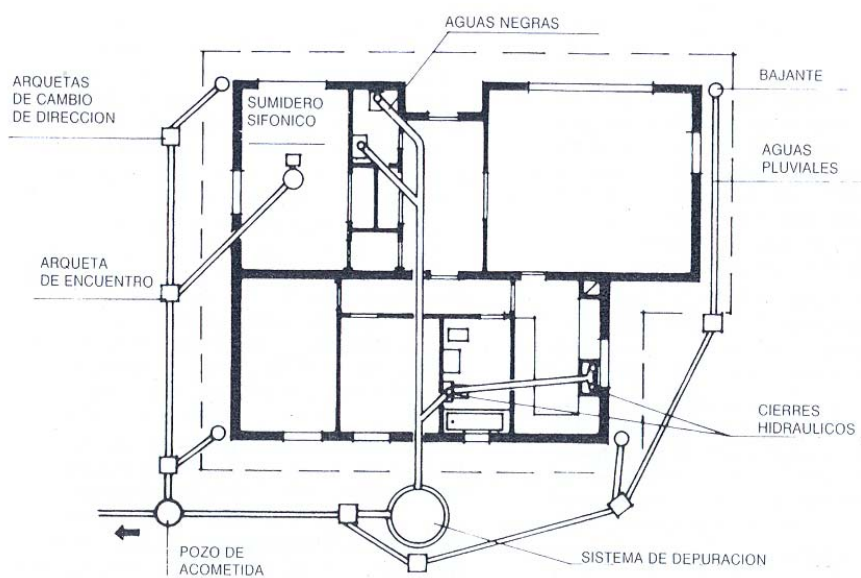 AGUAS NEGRAS
ARQUETAS
DE CAMBIO
DE DIRECCION
SUMIDERO
SIFONICO
BAJANTE
AGUAS
PLUVIALES
ARQUETA
DE ENCUENTRO
CIERRES
HIDRAULICOS
POZO DE
ACOMETIDA
SISTEMA DE DEPURACION